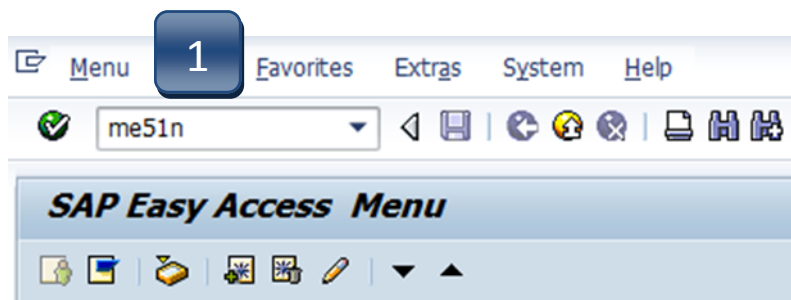 Menu 1 Favorites Extras System Help
me51n
SAP Easy Access Menu